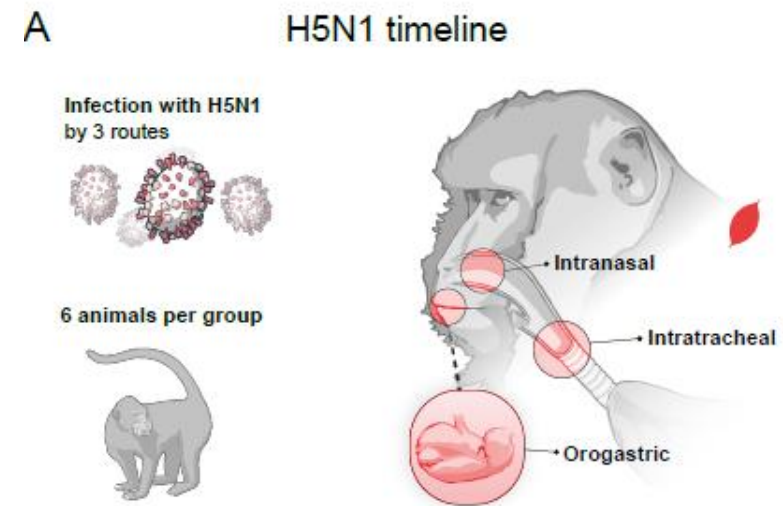 A
H5N1 timeline
Infection with H5N1
by 3 routes
6 animals per group
Intranasal
Intratracheal
Orogastric